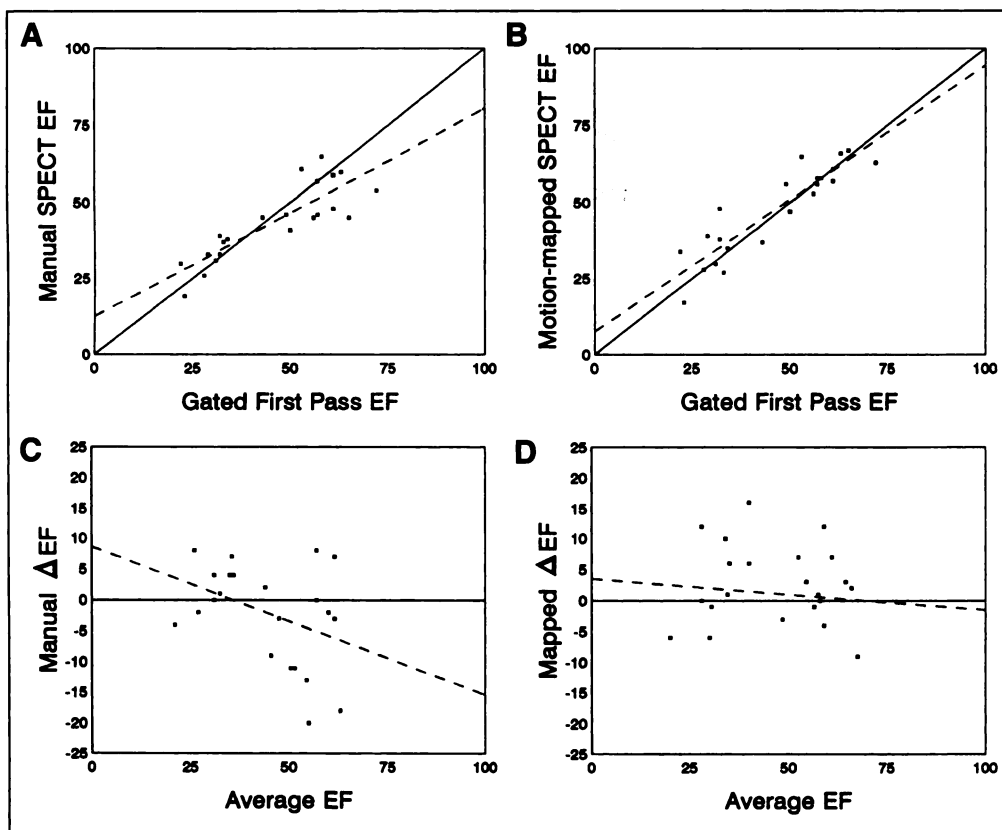 A
Manual SPECT EF
100
75
50
25
0
0 25 50 75 100
Gated First Pass EF
B
Motion-mapped SPECT EF
100
75
50
25
0
0 25 50 75 100
Gated First Pass EF
C
Manual ΔEF
25
20
15
10
5
0
-5
-10
-15
-20
-25
0 25 50 75 100
Average EF
D
Mapped ΔEF
25
20
15
10
5
0
-5
-10
-15
-20
-25
0 25 50 75 100
Average EF